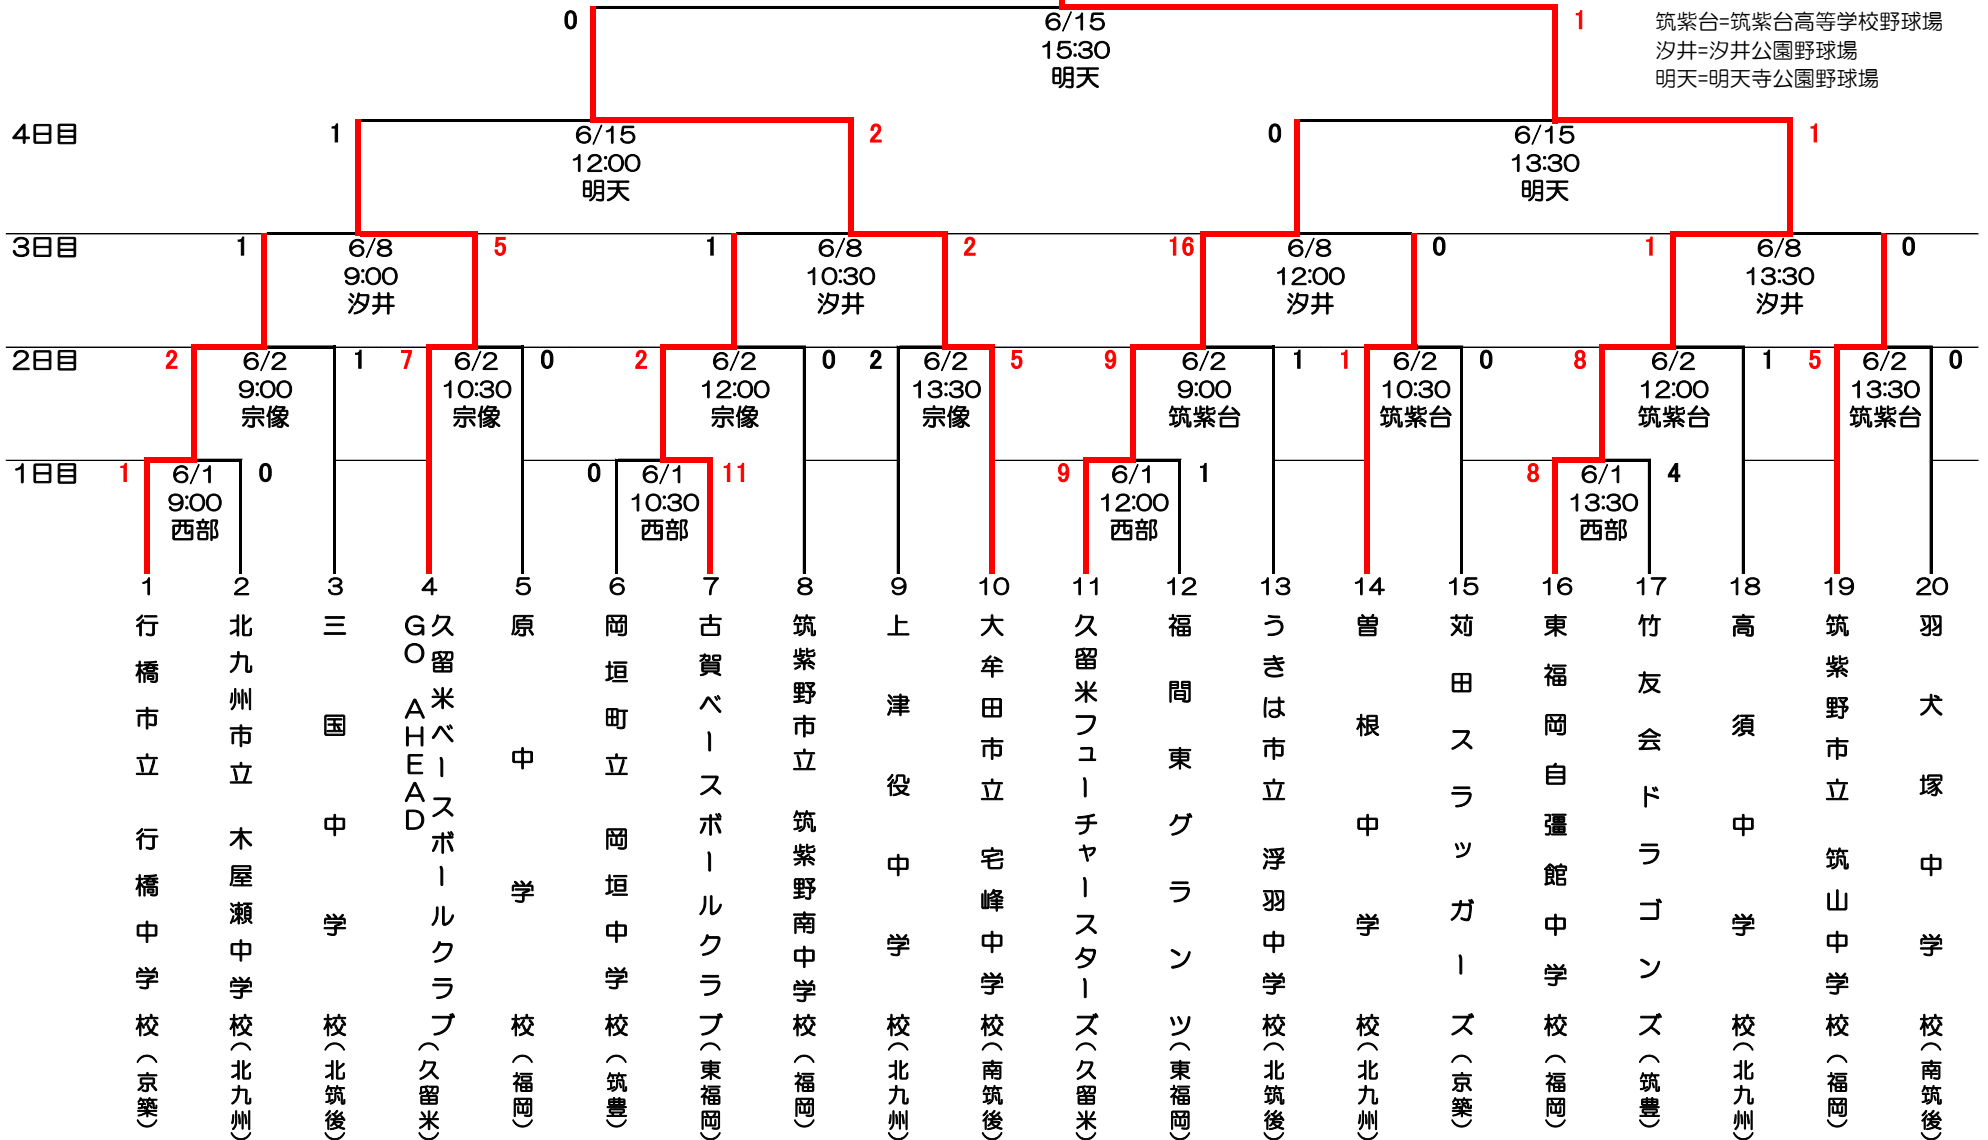 0
6/15
15:30
明天
1
筑紫台=筑紫台高等学校野球場
汐井=汐井公園野球場
明天=明天寺公園野球場
4日目
1
6/15
12:00
明天
2
0
6/15
13:30
明天
1
3日目
1
6/8
9:00
汐井
5
1
6/8
10:30
汐井
2
16
6/8
12:00
汐井
0
1
6/8
13:30
汐井
0
2日目
2
6/2
9:00
宗像
1
7
6/2
10:30
宗像
0
2
6/2
12:00
宗像
0
2
6/2
13:30
宗像
5
9
6/2
9:00
筑紫台
1
1
6/2
10:30
筑紫台
0
8
6/2
12:00
筑紫台
1
5
6/2
13:30
筑紫台
0
1日目
1
6/1
9:00
西部
0
0
6/1
10:30
西部
11
9
6/1
12:00
西部
1
8
6/1
13:30
西部
4
1
行橋市立 行橋中学校(京築)
2
北九州市立 木屋瀬中学校(北九州)
3
三国中学校(北筑後)
4
久留米ベースボールクラブ(久留米)
GO AHEAD
5
原中学校(福岡)
6
岡垣町立 岡垣中学校(筑豊)
7
古賀ベースボールクラブ(東福岡)
8
筑紫野市立 筑紫野南中学校(福岡)
9
上津役中学校(北九州)
10
大牟田市立 宅峰中学校(南筑後)
11
久留米フューチャースターズ(久留米)
12
福間東グランツ(東福岡)
13
うきは市立 浮羽中学校(北筑後)
14
曽根中学校(北九州)
15
苅田スラッガーズ(京築)
16
東福岡自彊館中学校(福岡)
17
竹友会ドラゴンズ(筑豊)
18
高須中学校(北九州)
19
筑紫野市立 筑山中学校(福岡)
20
羽犬塚中学校(南筑後)